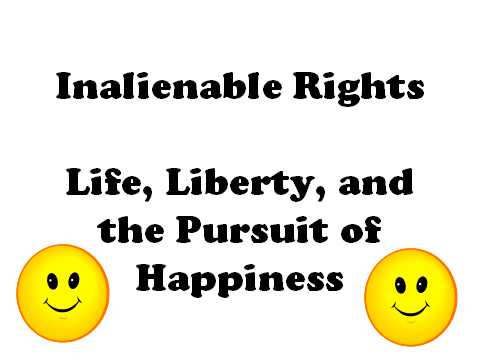 Inalienable Rights
Life, Liberty, and
the Pursuit of
Happiness